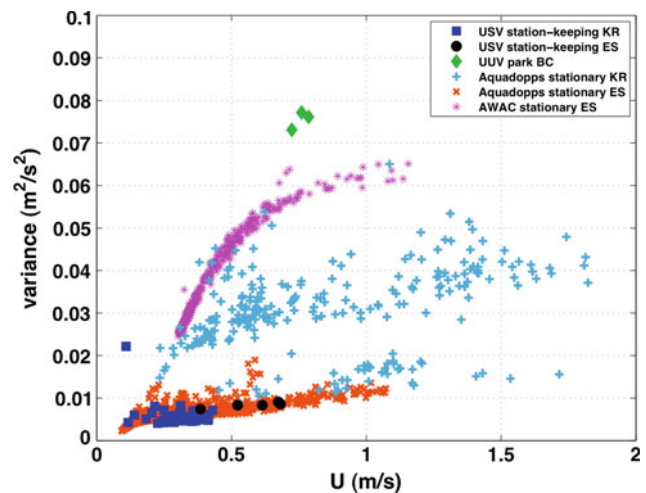 0.1
0.09
0.08
0.07
0.06
0.05
0.04
0.03
0.02
0.01
0
variance (m²/s²)
USV station-keeping KR
USV station-keeping ES
UUV park BC
Aquadopps stationary KR
Aquadopps stationary ES
AWAC stationary ES
0 0.5 1 1.5 2
U (m/s)